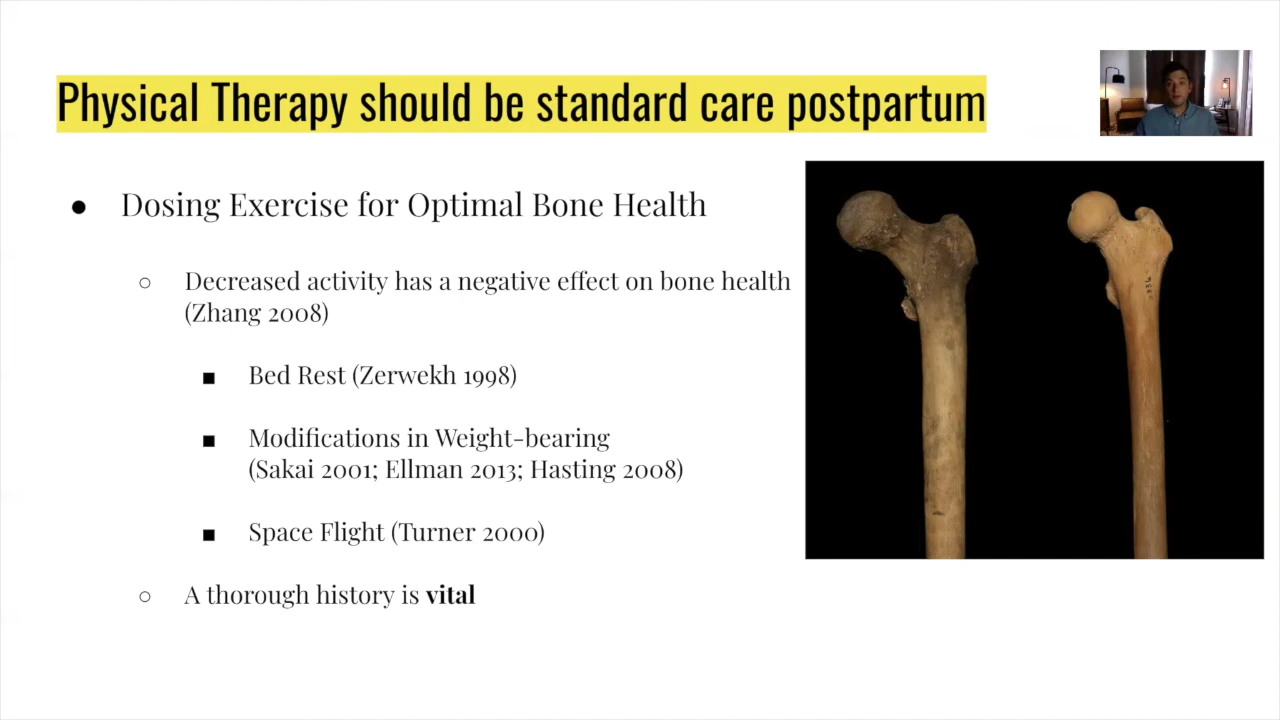 Physical Therapy should be standard care postpartum
● Dosing Exercise for Optimal Bone Health
○ Decreased activity has a negative effect on bone health
(Zhang 2008)
■ Bed Rest (Zerwekh 1998)
■ Modifications in Weight-bearing
(Sakai 2001; Ellman 2013; Hasting 2008)
■ Space Flight (Turner 2000)
○ A thorough history is vital